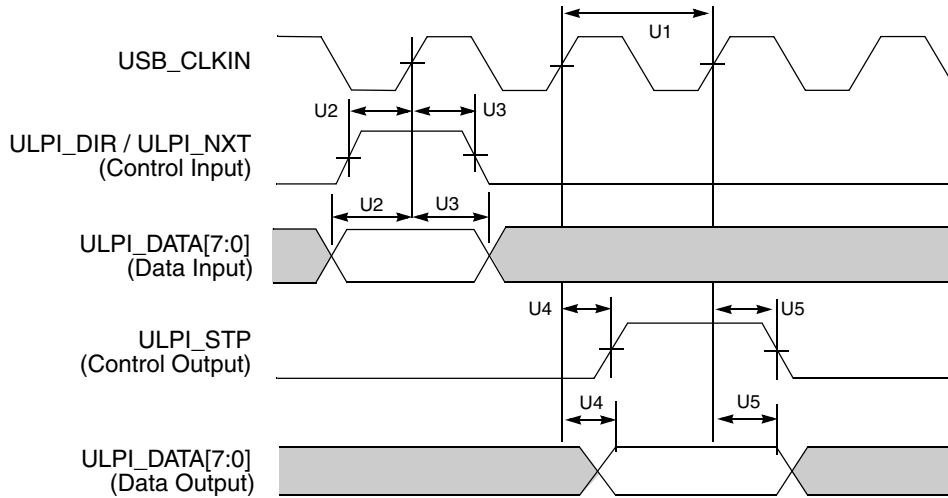 U1
USB_CLKIN
U2
U3
ULPI_DIR / ULPI_NXT
(Control Input)
U2
U3
ULPI_DATA[7:0]
(Data Input)
U4
U5
ULPI_STP
(Control Output)
U4
U5
ULPI_DATA[7:0]
(Data Output)